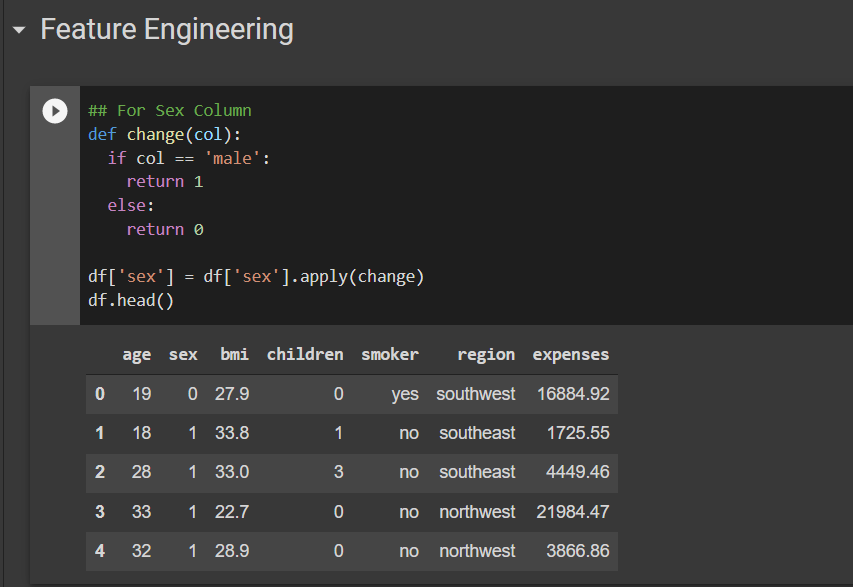 Feature Engineering
## For Sex Column
def change(col):
  if col == 'male':
    return 1
  else:
    return 0
df['sex'] = df['sex'].apply(change)
df.head()
age sex bmi children smoker region expenses
0 19 0 27.9 0 yes southwest 16884.92
1 18 1 33.8 1 no southeast 1725.55
2 28 1 33.0 3 no southeast 4449.46
3 33 1 22.7 0 no northwest 21984.47
4 32 1 28.9 0 no northwest 3866.86